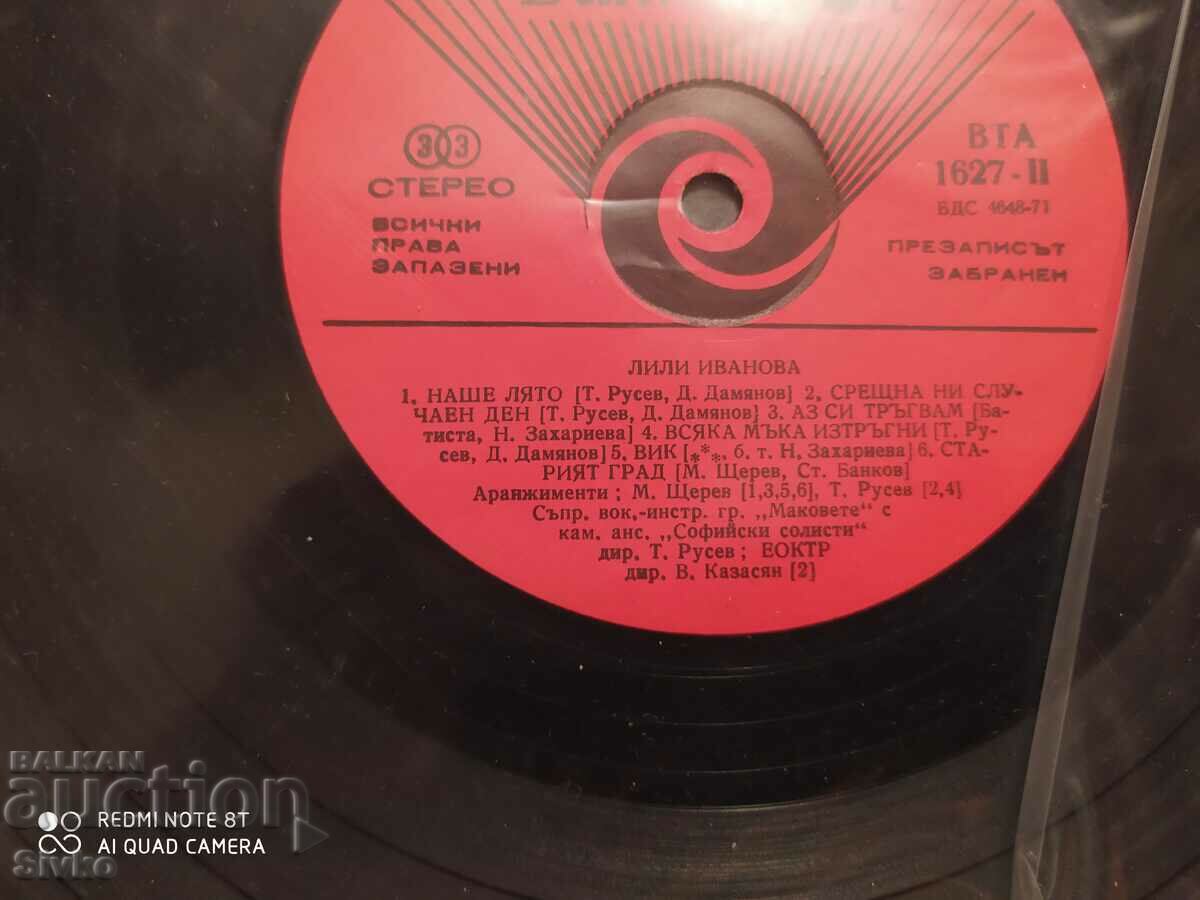 33
СТЕРЕО
ВСИЧКИ
ПРАВА
ЗАПАЗЕНИ
ВТА
1627-II
БДС 4648-71
ПРЕЗАПИСЪТ
ЗАБРАНЕН
ЛИЛИ ИВАНОВА
1. НАШЕ ЛЯТО [Т. Русев, Д. Дамянов] 2. СРЕЩНА НИ СЛУ-
ЧАЕН ДЕН [Т. Русев, Д. Дамянов] 3. АЗ СИ ТРЪГВАМ [Ба-
тиста, Н. Захариева] 4. ВСЯКА МЪКА ИЗТРЪГНИ [Т. Ру-
сев, Д. Дамянов] 5. ВИК [***, б. т. Н. Захариева] 6. СТА-
РИЯТ ГРАД [М. Щерев, Ст. Банков]
Аранжименти ; М. Щерев [1,3,5,6], Т. Русев [2,4]
Съпр. вок.-инстр. гр. „Маковете“ с
кам. анс. „Софийски солисти“
дир. Т. Русев ; ЕОКТР
дир. В. Казасян [2]
BALKAN
auction
REDMI NOTE 8T
AI QUAD CAMERA
Sivko